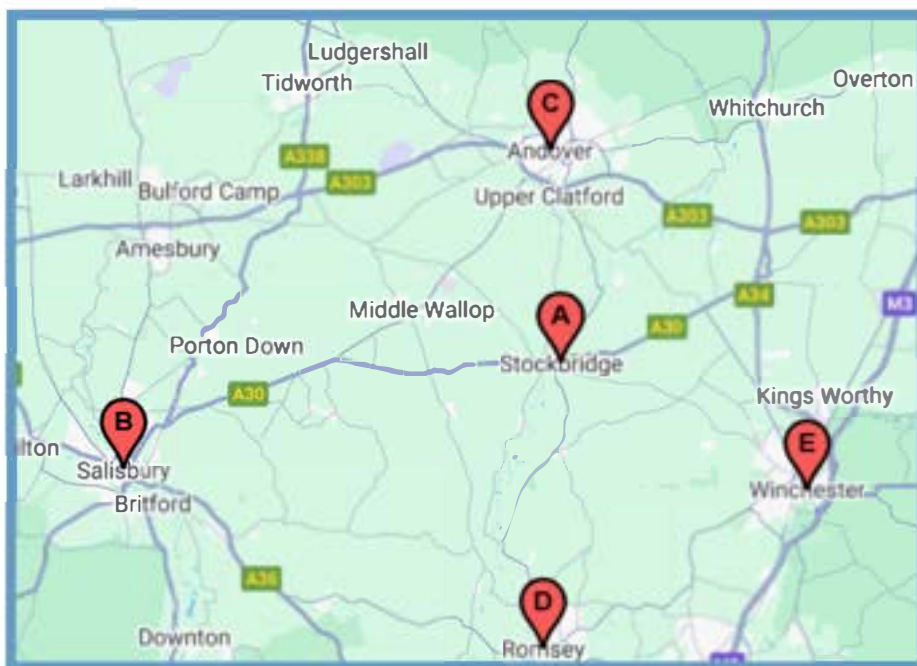 Ludgershall
Tidworth
Overton
Whitchurch
C
Andover
A338
A303
Larkhill
Bulford Camp
Upper Clatford
A303
A303
Amesbury
A34
M3
Middle Wallop
A
A30
Porton Down
Stockbridge
A30
Kings Worthy
B
E
ilton
Salisbury
Winchester
Britford
A36
D
Downton
Romsey